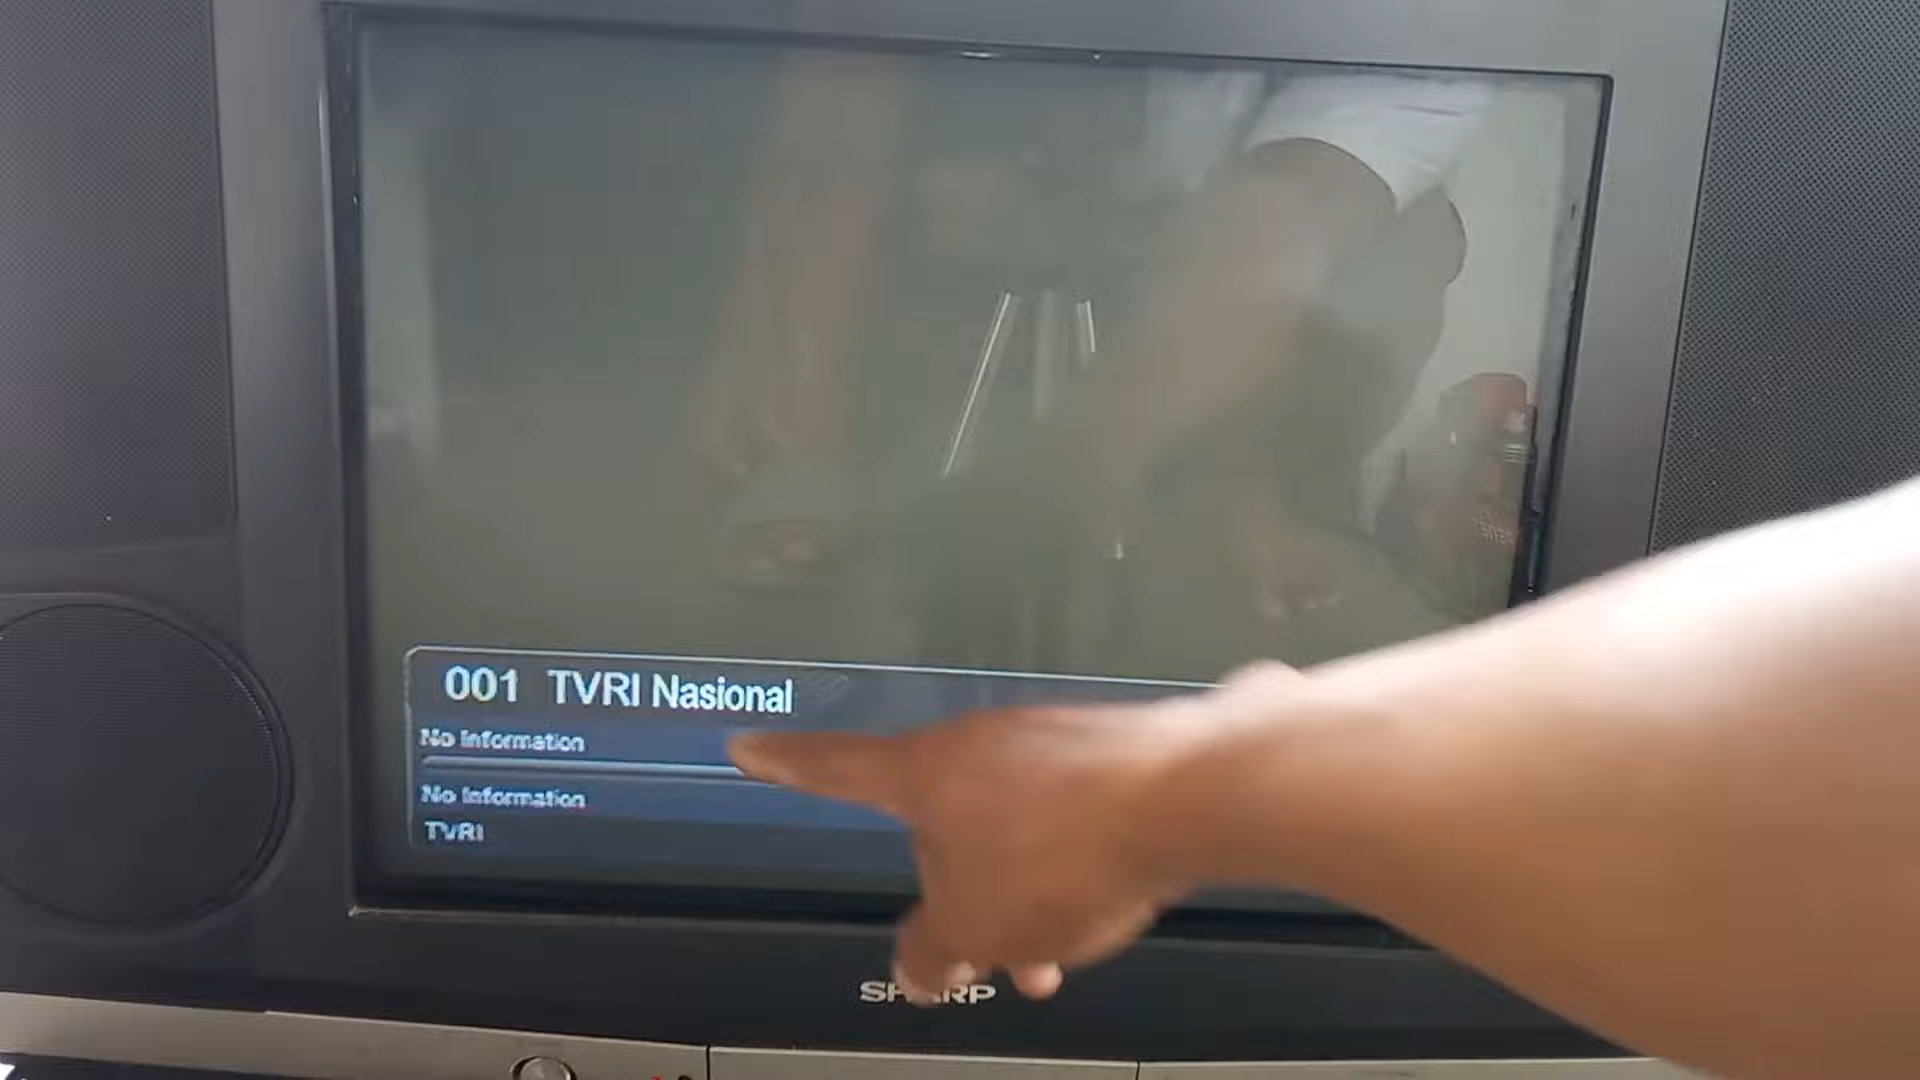 001 TVRI Nasional
No Information
No Information
TVRI
SHARP